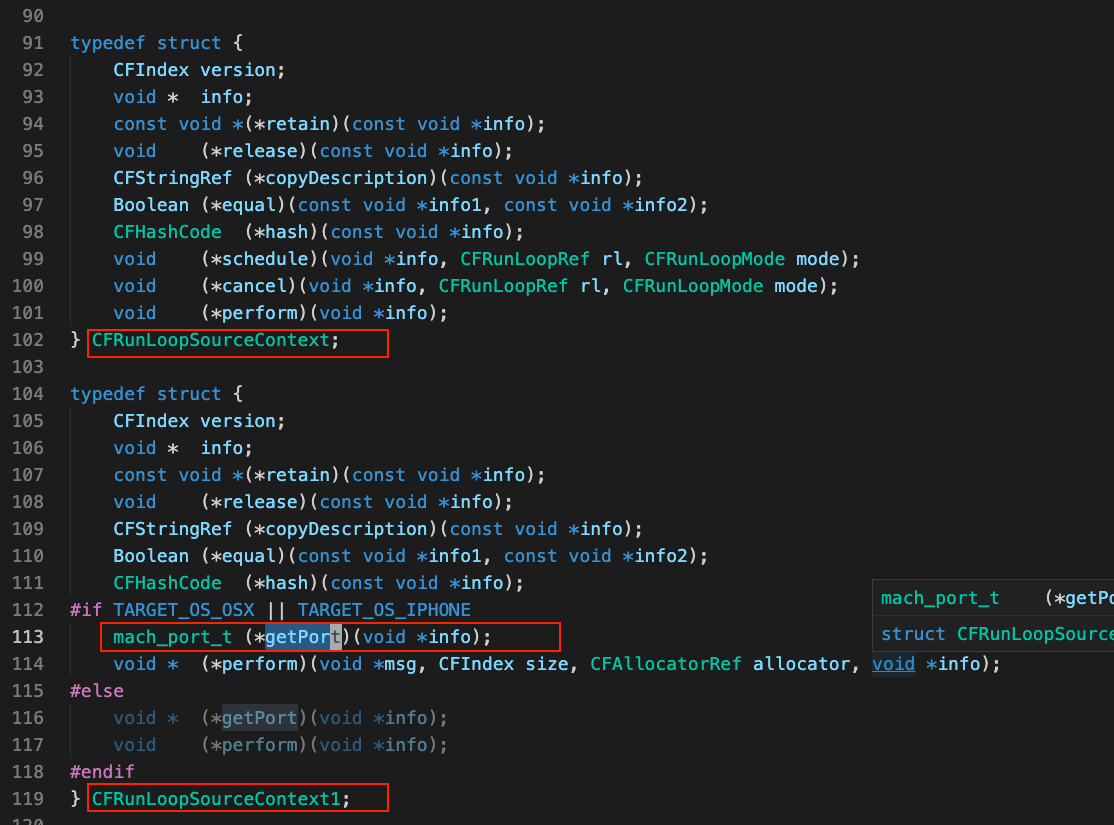 90
91 typedef struct {
92     CFIndex version;
93     void *  info;
94     const void *(*retain)(const void *info);
95     void    (*release)(const void *info);
96     CFStringRef (*copyDescription)(const void *info);
97     Boolean (*equal)(const void *info1, const void *info2);
98     CFHashCode  (*hash)(const void *info);
99     void    (*schedule)(void *info, CFRunLoopRef rl, CFRunLoopMode mode);
100     void    (*cancel)(void *info, CFRunLoopRef rl, CFRunLoopMode mode);
101     void    (*perform)(void *info);
102 } CFRunLoopSourceContext;
103
104 typedef struct {
105     CFIndex version;
106     void *  info;
107     const void *(*retain)(const void *info);
108     void    (*release)(const void *info);
109     CFStringRef (*copyDescription)(const void *info);
110     Boolean (*equal)(const void *info1, const void *info2);
111     CFHashCode  (*hash)(const void *info);
112 #if TARGET_OS_OSX || TARGET_OS_IPHONE
mach_port_t    (*getPo
113     mach_port_t (*getPort)(void *info);
struct CFRunLoopSource
114     void *  (*perform)(void *msg, CFIndex size, CFAllocatorRef allocator, void *info);
115 #else
116     void *  (*getPort)(void *info);
117     void    (*perform)(void *info);
118 #endif
119 } CFRunLoopSourceContext1;
120